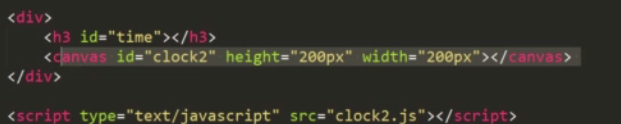 <div>
<h3 id="time"></h3>
<canvas id="clock2" height="200px" width="200px"></canvas>
</div>
<script type="text/javascript" src="clock2.js"></script>